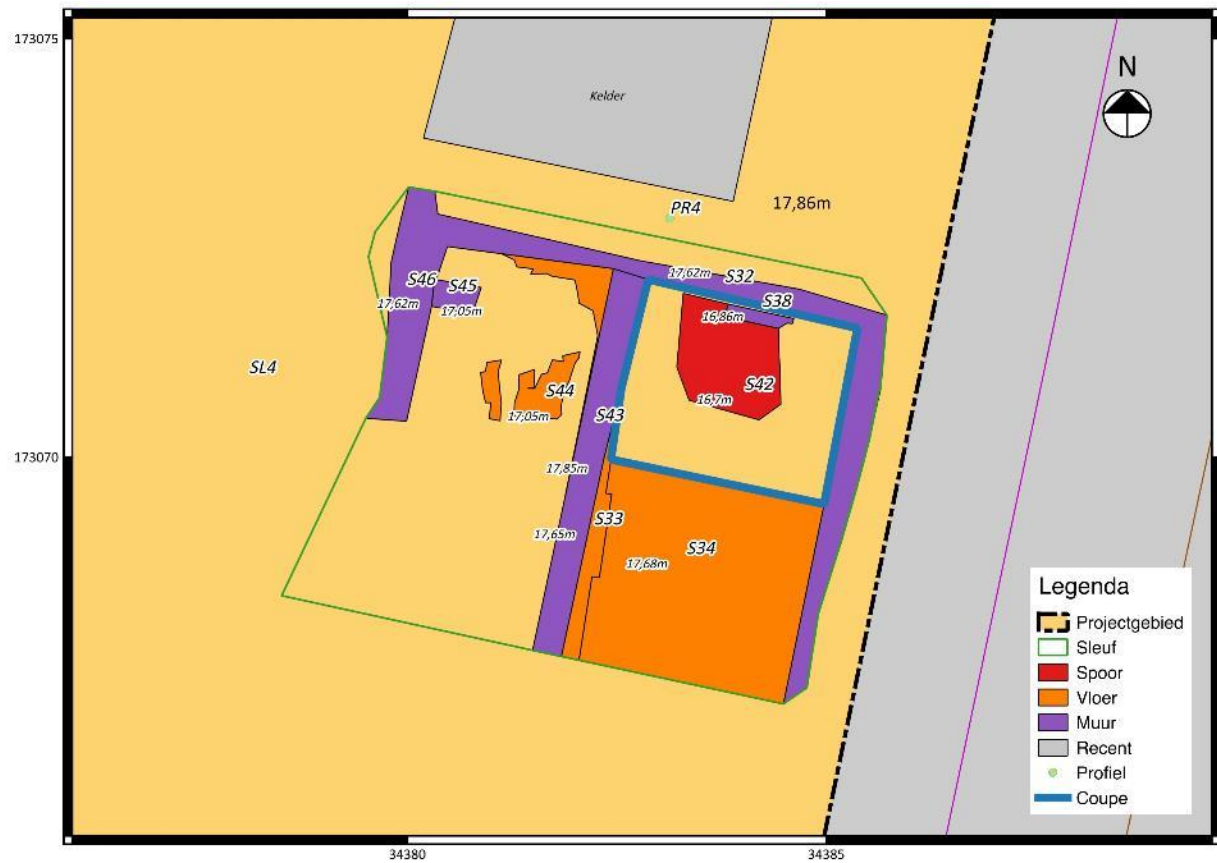 173075
Kelder
N
PR4
17,86m
17,62m
S32
S46
S45
17,62m
17,05m
S38
16,86m
SL4
S44
17,05m
S42
16,7m
S43
173070
17,85m
S33
17,65m
S34
17,68m
Legenda
Projectgebied
Sleuf
Spoor
Vloer
Muur
Recent
Profiel
Coupe
34380
34385